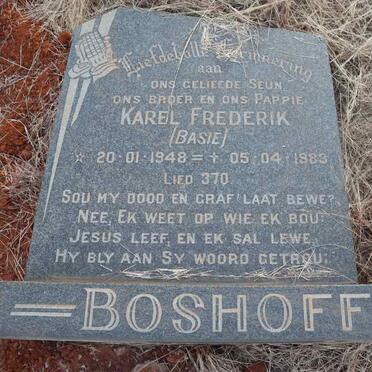 Liefdevolle Herinnering
aan
ONS GELIEFDE SEUN
ONS BROER EN ONS PAPPIE
KAREL FREDERIK
(BASIE)
☆ 20·01·1948 = ✝ 05·04·1983
LIED 370
SOU MY DOOD EN GRAF LAAT BEWE?
NEE, EK WEET OP WIE EK BOU:
JESUS LEEF, EN EK SAL LEWE,
HY BLY AAN SY WOORD GETROU;
BOSHOFF